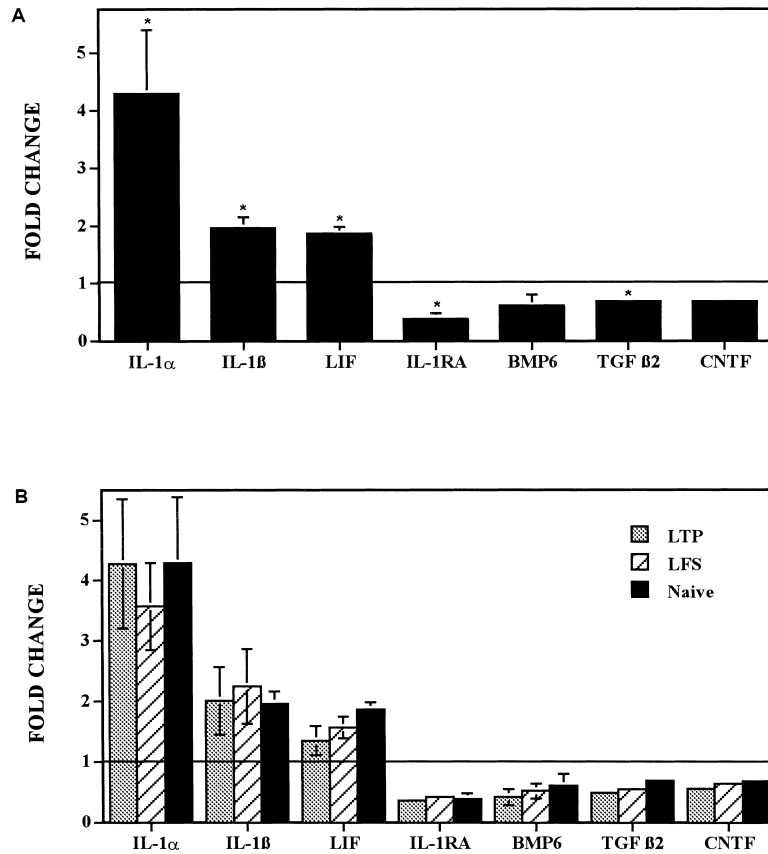 A
FOLD CHANGE
5
4
3
2
1
0
*
*
*
*
*
IL-1α
IL-1ß
LIF
IL-1RA
BMP6
TGF ß2
CNTF
B
FOLD CHANGE
5
4
3
2
1
0
LTP
LFS
Naive
IL-1α
IL-1ß
LIF
IL-1RA
BMP6
TGF ß2
CNTF